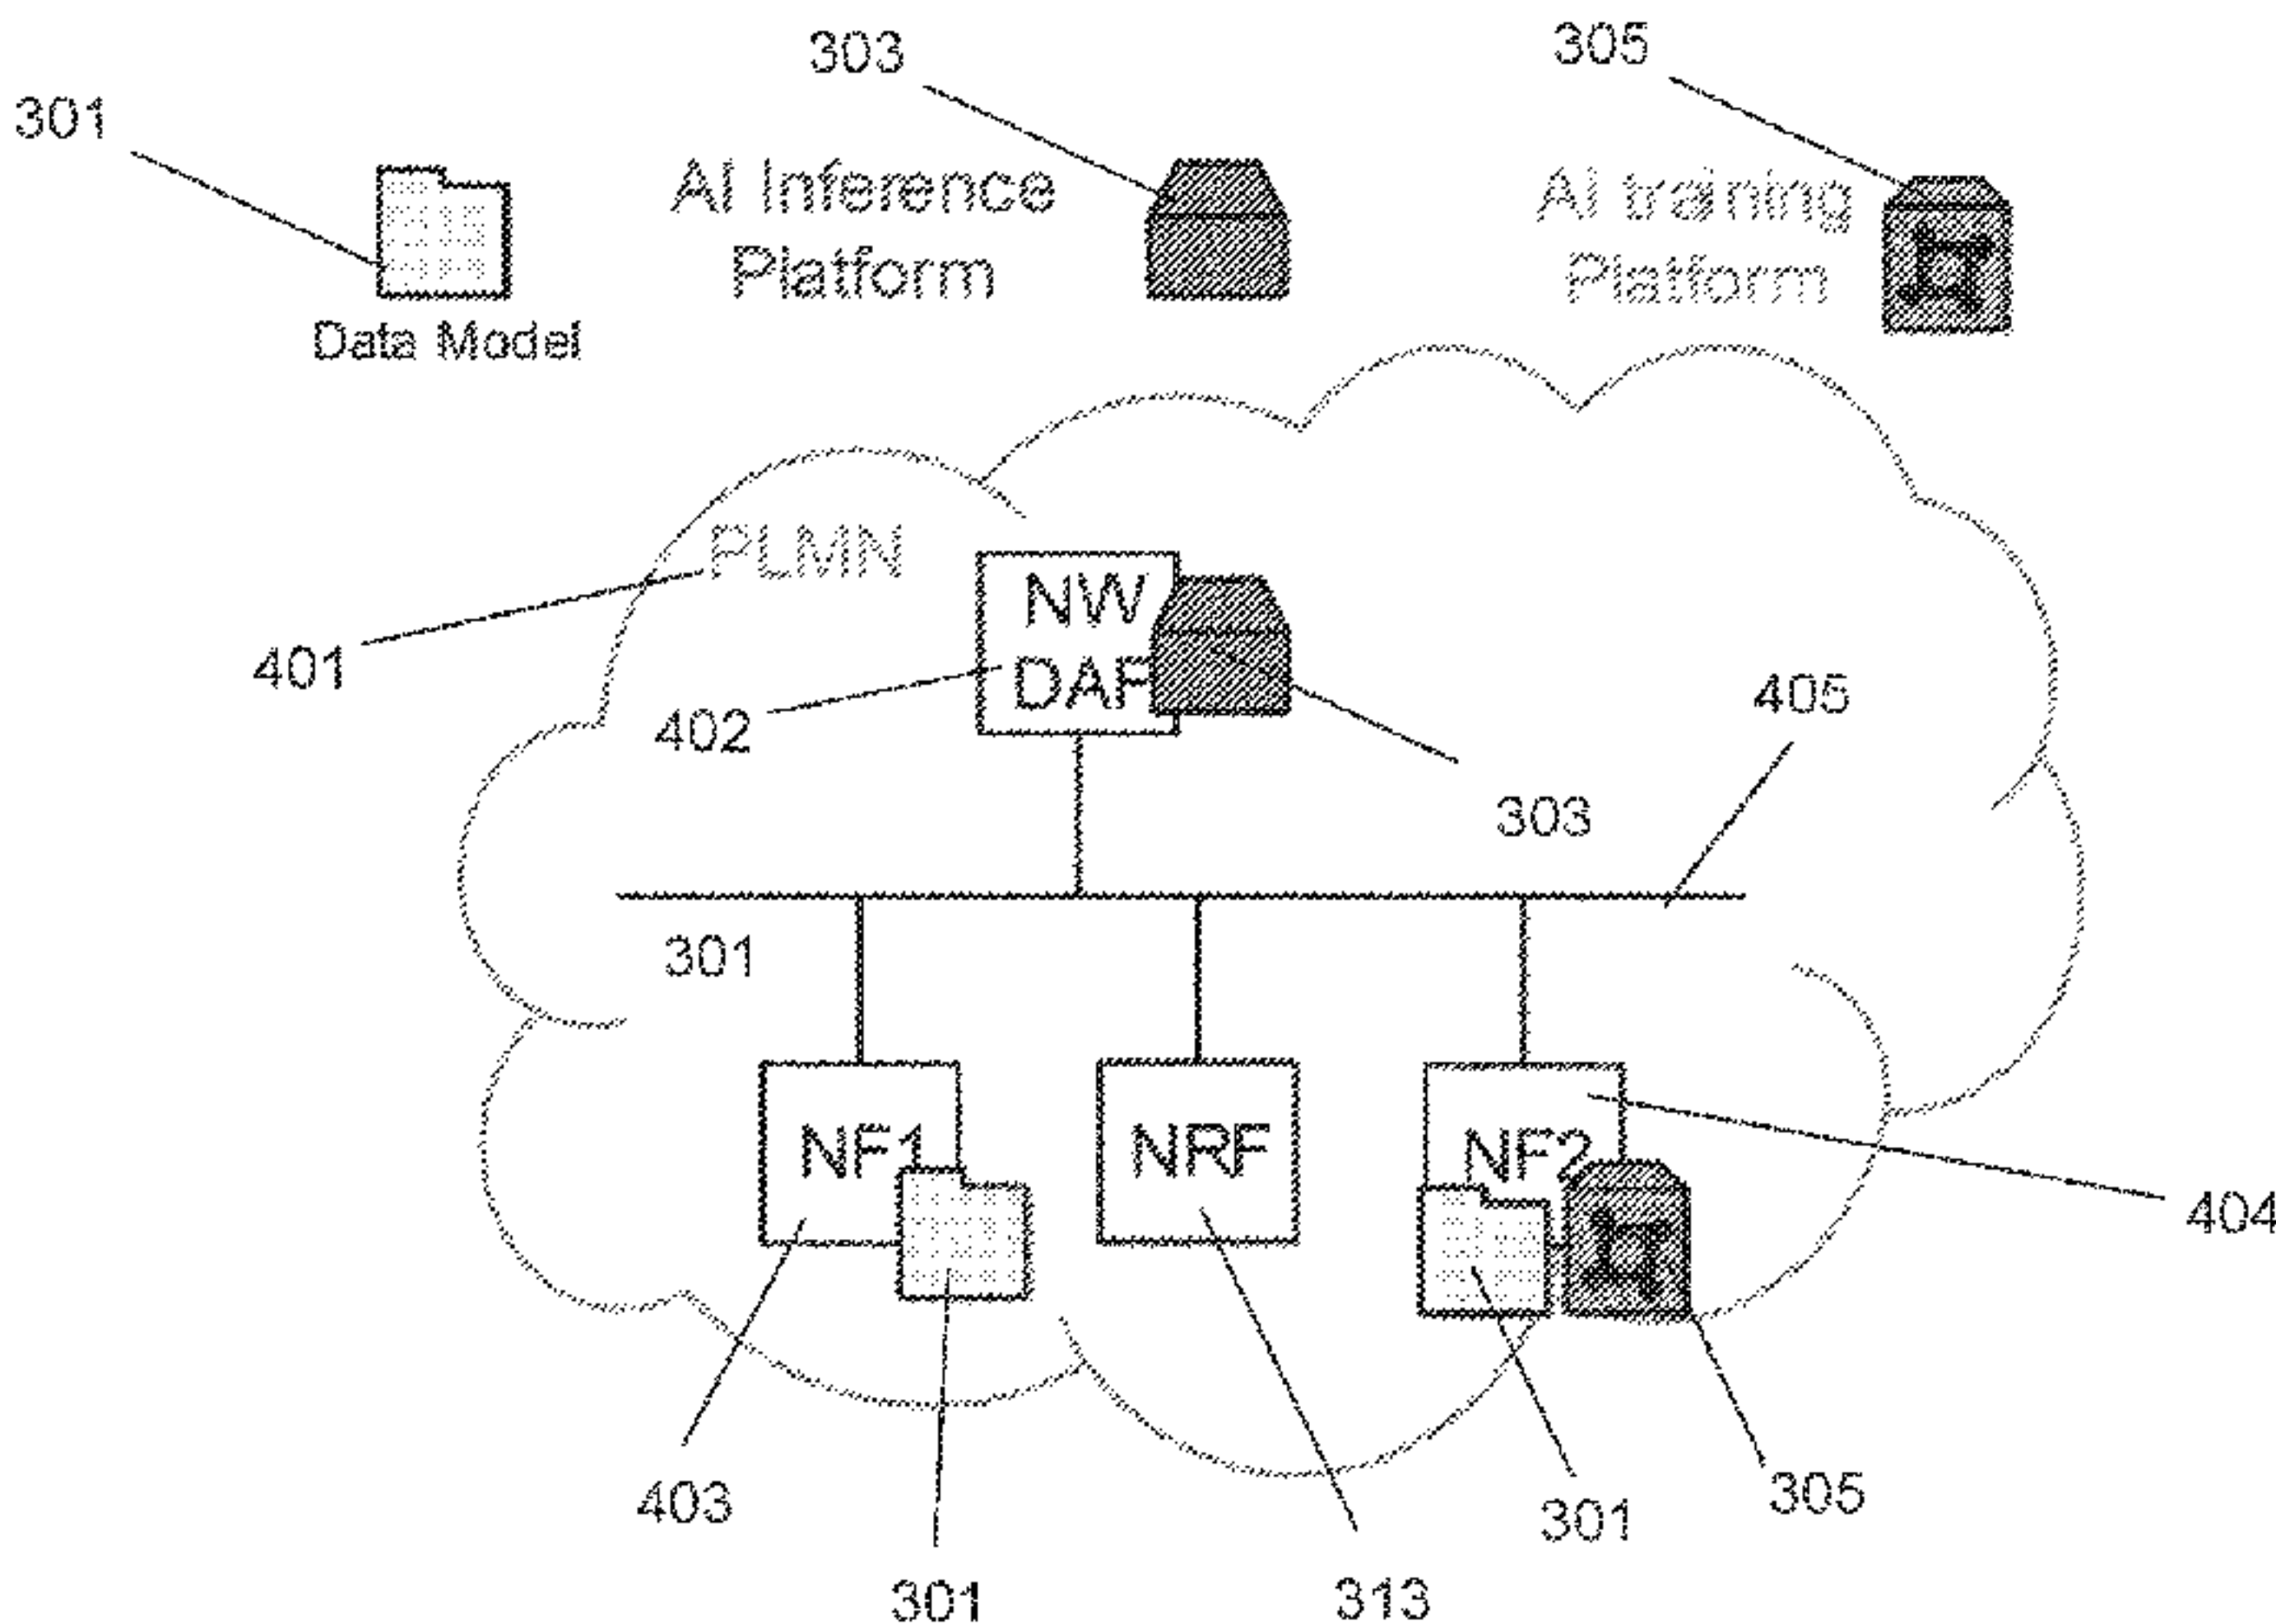 303
305
301
AI Inference
Platform
AI training
Platform
Data Model
PLMN
401
NW
DAF
402
405
303
301
NF1
NRF
NF2
404
403
301
313
301
305